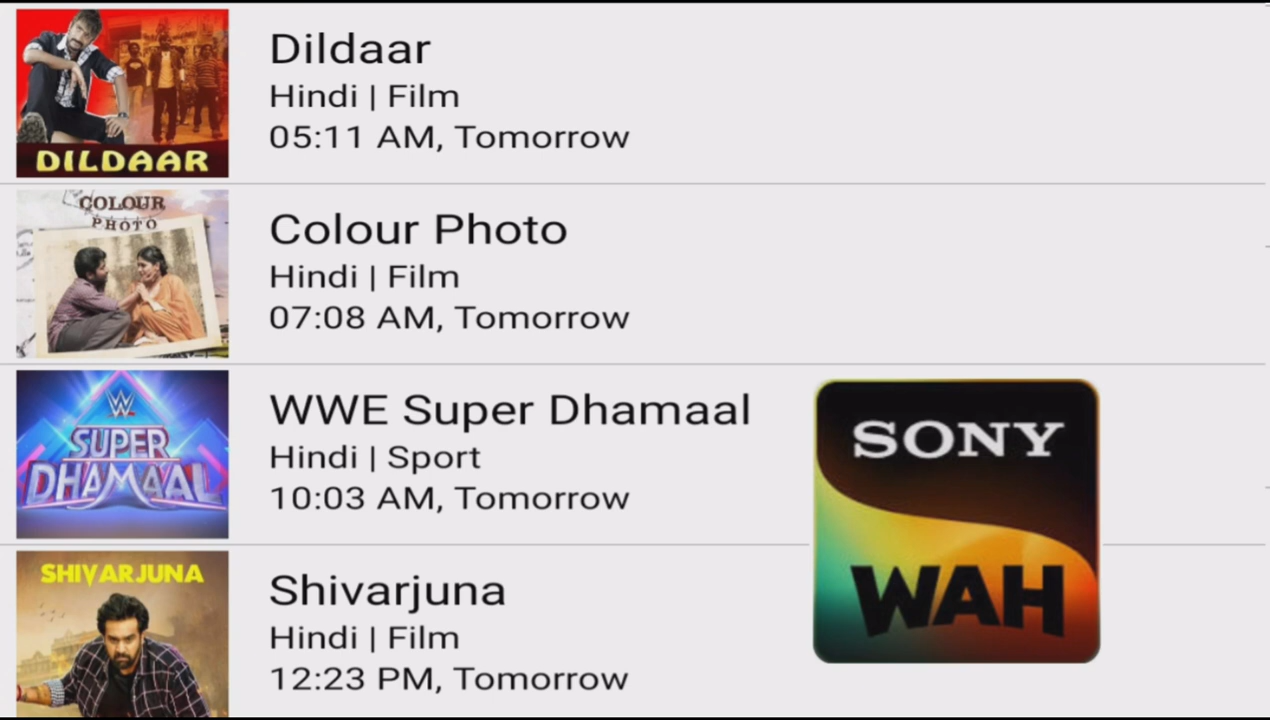 DILDAAR
Dildaar
Hindi | Film
05:11 AM, Tomorrow
COLOUR
PHOTO
Colour Photo
Hindi | Film
07:08 AM, Tomorrow
W
SUPER
DHAMAAL
WWE Super Dhamaal
Hindi | Sport
10:03 AM, Tomorrow
SONY
WAH
SHIVARJUNA
Shivarjuna
Hindi | Film
12:23 PM, Tomorrow